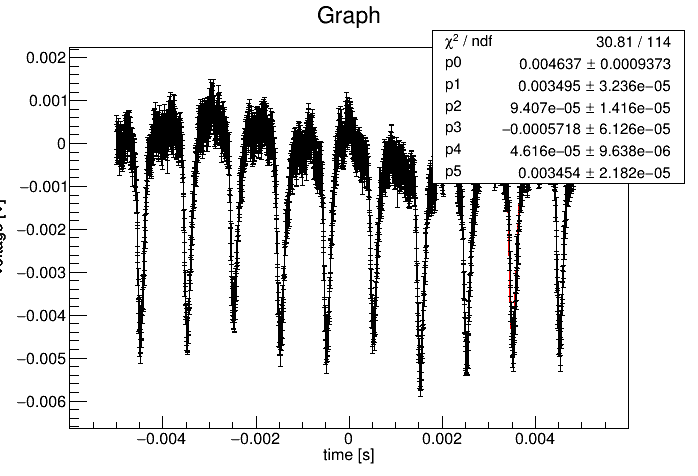 Graph
χ² / ndf 30.81 / 114
p0 0.004637 ± 0.0009373
p1 0.003495 ± 3.236e−05
p2 9.407e−05 ± 1.416e−05
p3 −0.0005718 ± 6.126e−05
p4 4.616e−05 ± 9.638e−06
p5 0.003454 ± 2.182e−05
0.002
0.001
0
−0.001
−0.002
−0.003
−0.004
−0.005
−0.006
−0.004 −0.002 0 0.002 0.004
time [s]